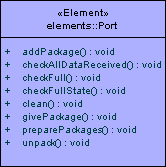 «Element»
elements::Port
+ addPackage() : void
+ checkAllDataReceived() : void
+ checkFull() : void
+ checkFullState() : void
+ clean() : void
+ givePackage() : void
+ preparePackages() : void
+ unpack() : void